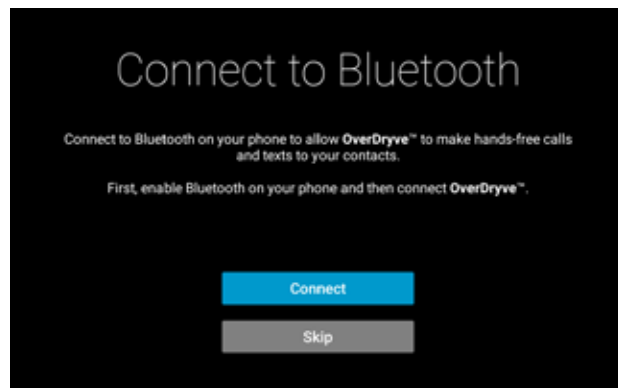 Connect to Bluetooth
Connect to Bluetooth on your phone to allow OverDryve™ to make hands-free calls
and texts to your contacts.
First, enable Bluetooth on your phone and then connect OverDryve™.
Connect
Skip